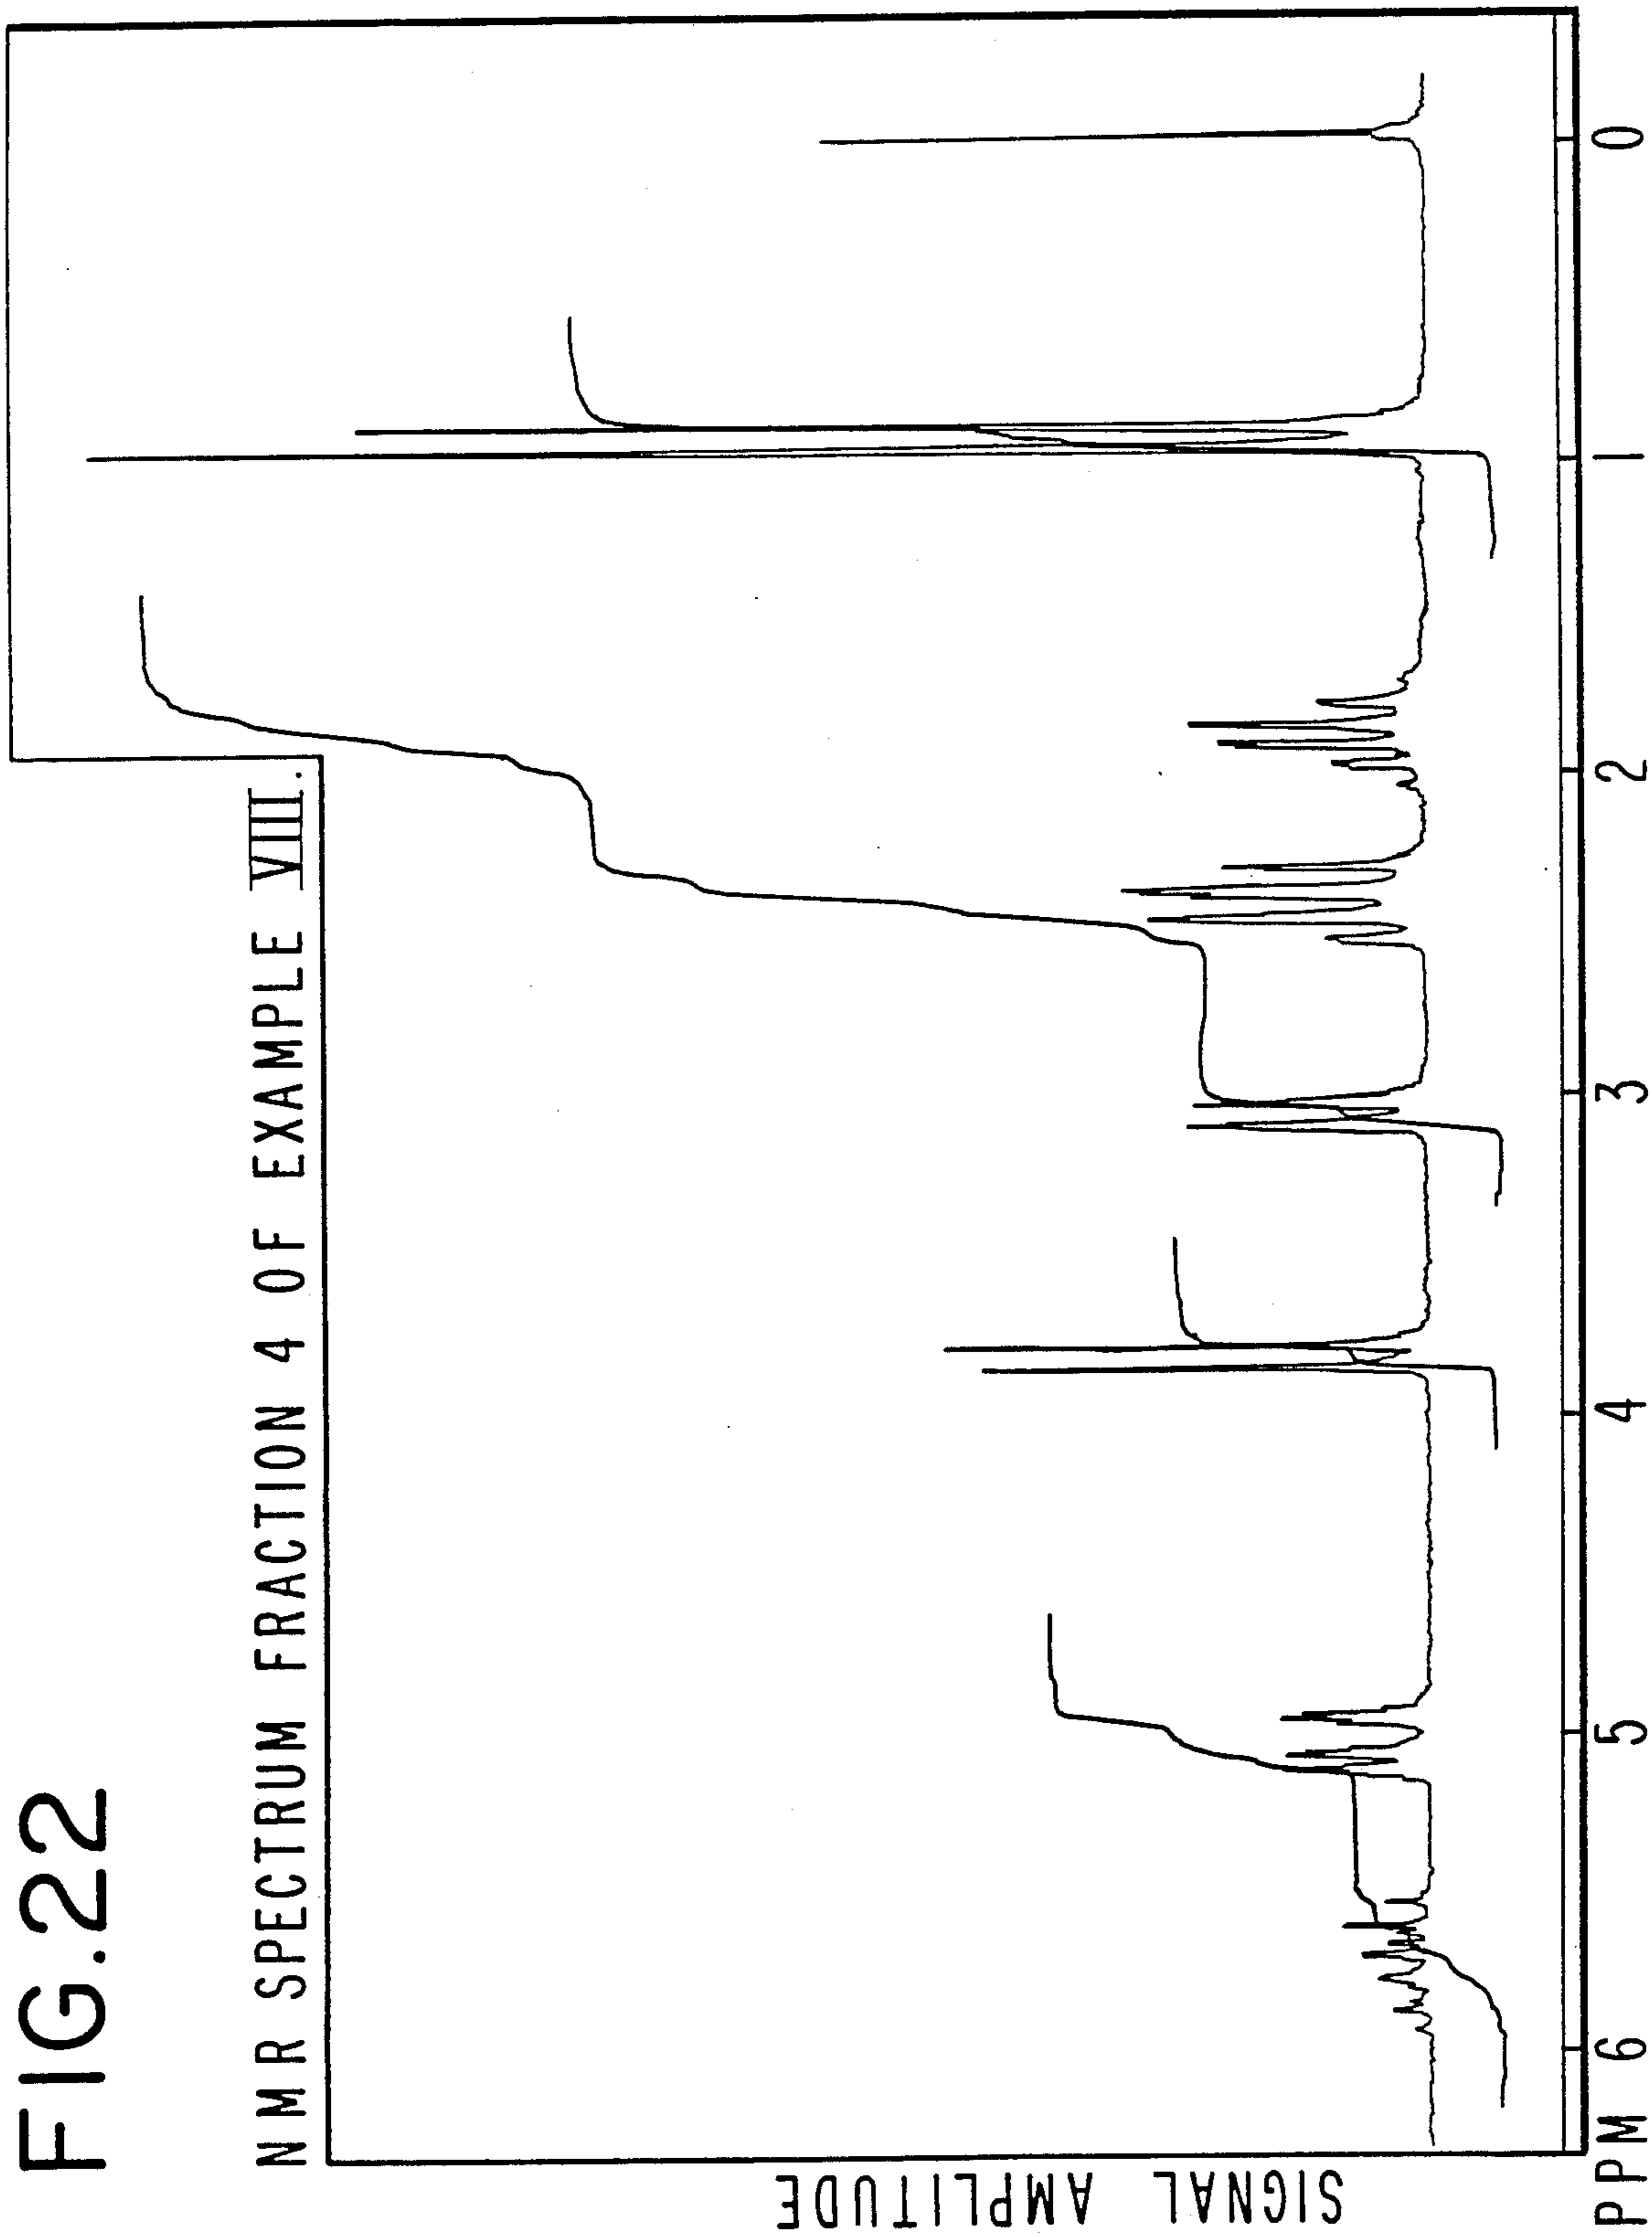 FIG.22
NMR SPECTRUM FRACTION 4 OF EXAMPLE VIII.
SIGNAL AMPLITUDE
PPM 6 5 4 3 2 1 0